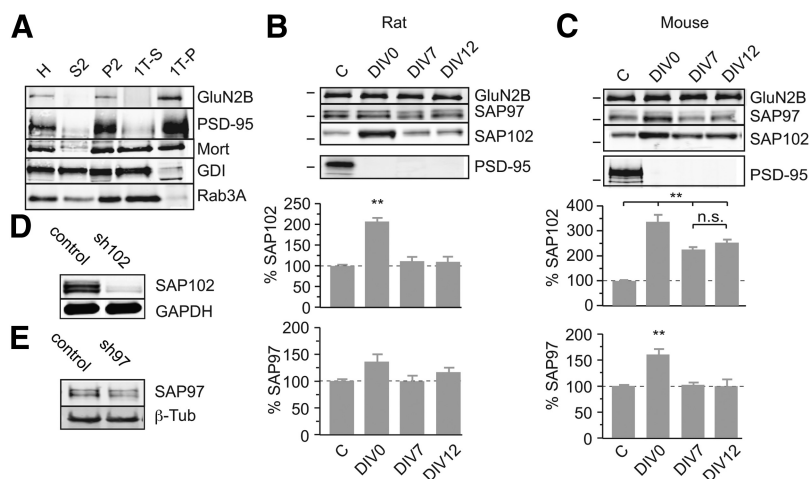 A
H S2 P2 1T-S 1T-P
GluN2B
PSD-95
Mort
GDI
Rab3A
D
control sh102
SAP102
GAPDH
E
control sh97
SAP97
β-Tub
B
Rat
C DIV0 DIV7 DIV12
GluN2B
SAP97
SAP102
PSD-95
% SAP102
250
200
150
100
50
0
**
% SAP97
200
150
100
50
0
C DIV0 DIV7 DIV12
C
Mouse
C DIV0 DIV7 DIV12
GluN2B
SAP97
SAP102
PSD-95
% SAP102
400
300
200
100
0
**
n.s.
% SAP97
200
150
100
50
0
**
C DIV0 DIV7 DIV12